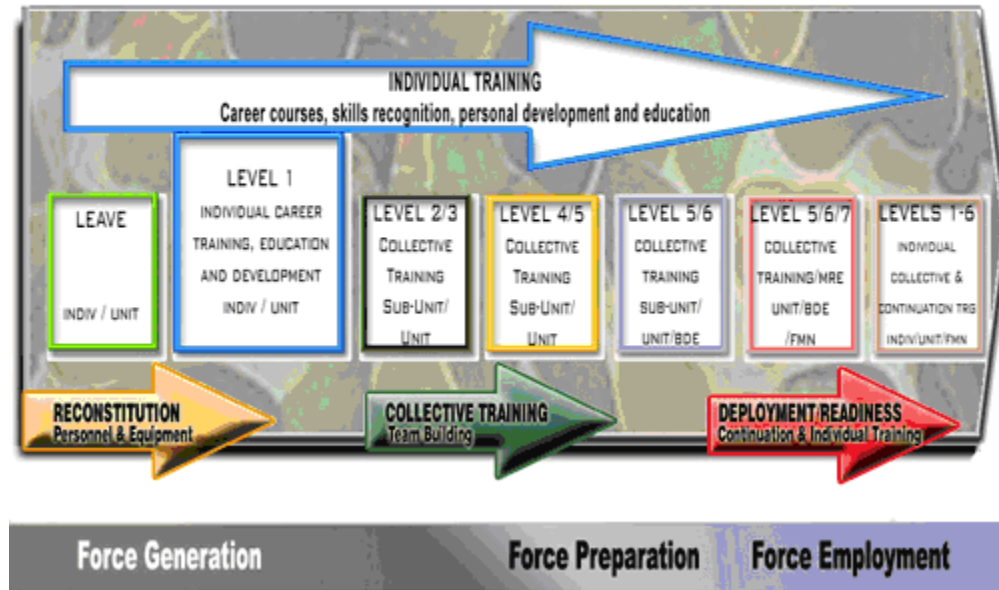 INDIVIDUAL TRAINING
Career courses, skills recognition, personal development and education
LEAVE
INDIV / UNIT
LEVEL 1
INDIVIDUAL CAREER
TRAINING, EDUCATION
AND DEVELOPMENT
INDIV / UNIT
LEVEL 2/3
COLLECTIVE
TRAINING
SUB-UNIT/
UNIT
LEVEL 4/5
COLLECTIVE
TRAINING
SUB-UNIT/
UNIT
LEVEL 5/6
COLLECTIVE
TRAINING
SUB-UNIT/
UNIT/BDE
LEVEL 5/6/7
COLLECTIVE
TRAINING/MRE
UNIT/BDE
/FMN
LEVELS 1-6
INDIVIDUAL
COLLECTIVE &
CONTINUATION TRG
INDIV/UNIT/FMN
RECONSTITUTION
Personnel & Equipment
COLLECTIVE TRAINING
Team Building
DEPLOYMENT READINESS
Continuation & Individual Training
Force Generation
Force Preparation
Force Employment